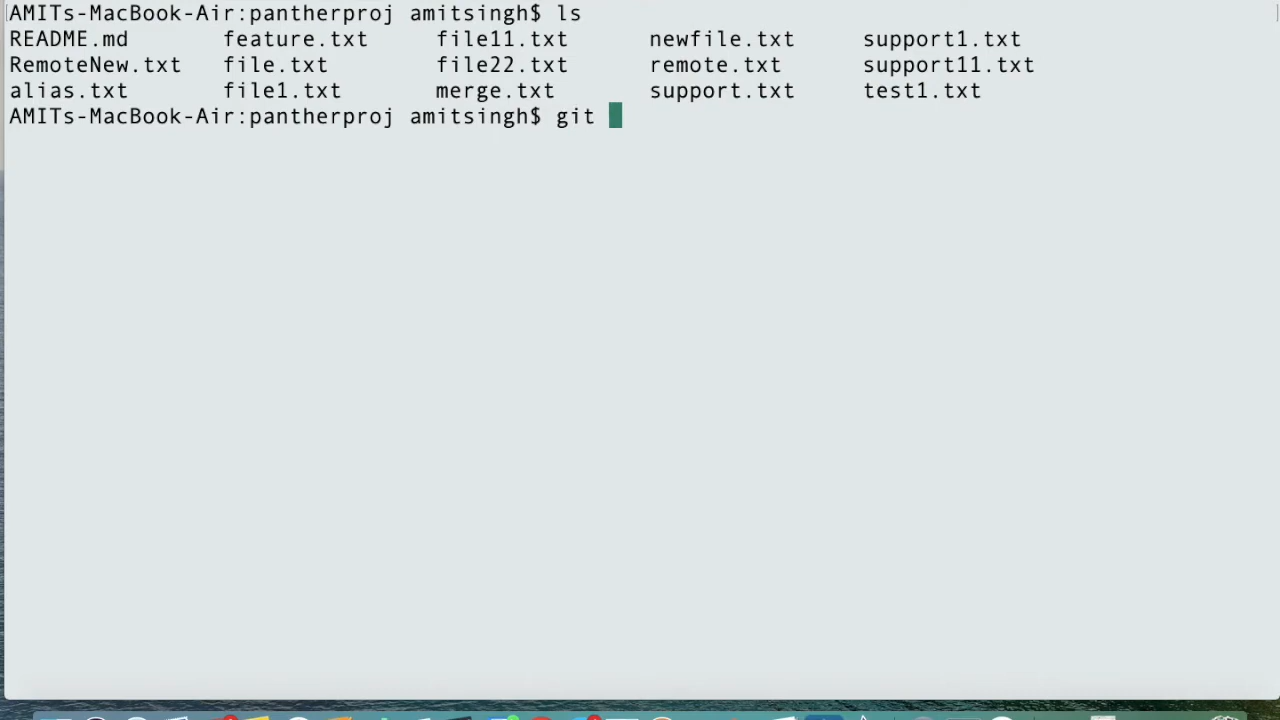 AMITs-MacBook-Air:pantherproj amitsingh$ ls
README.md feature.txt file11.txt newfile.txt support1.txt
RemoteNew.txt file.txt file22.txt remote.txt support11.txt
alias.txt file1.txt merge.txt support.txt test1.txt
AMITs-MacBook-Air:pantherproj amitsingh$ git